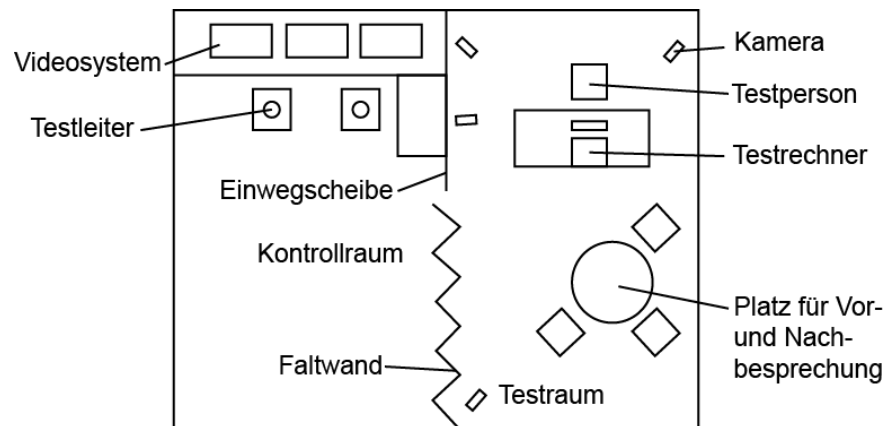 Videosystem
Testleiter
Einwegscheibe
Kontrollraum
Faltwand
Testraum
Kamera
Testperson
Testrechner
Platz für Vor-
und Nach-
besprechung